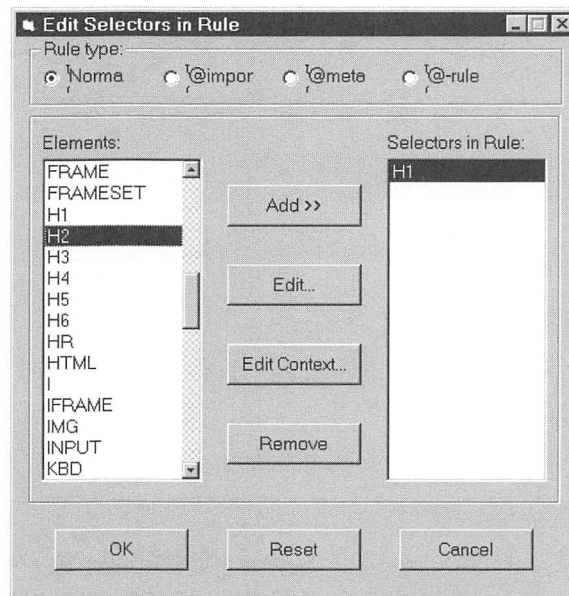 Edit Selectors in Rule
Rule type:
Norma @impor @meta @-rule
Elements:
FRAME
FRAMESET
H1
H2
H3
H4
H5
H6
HR
HTML
I
IFRAME
IMG
INPUT
KBD
Add >>
Edit...
Edit Context...
Remove
Selectors in Rule:
H1
OK Reset Cancel